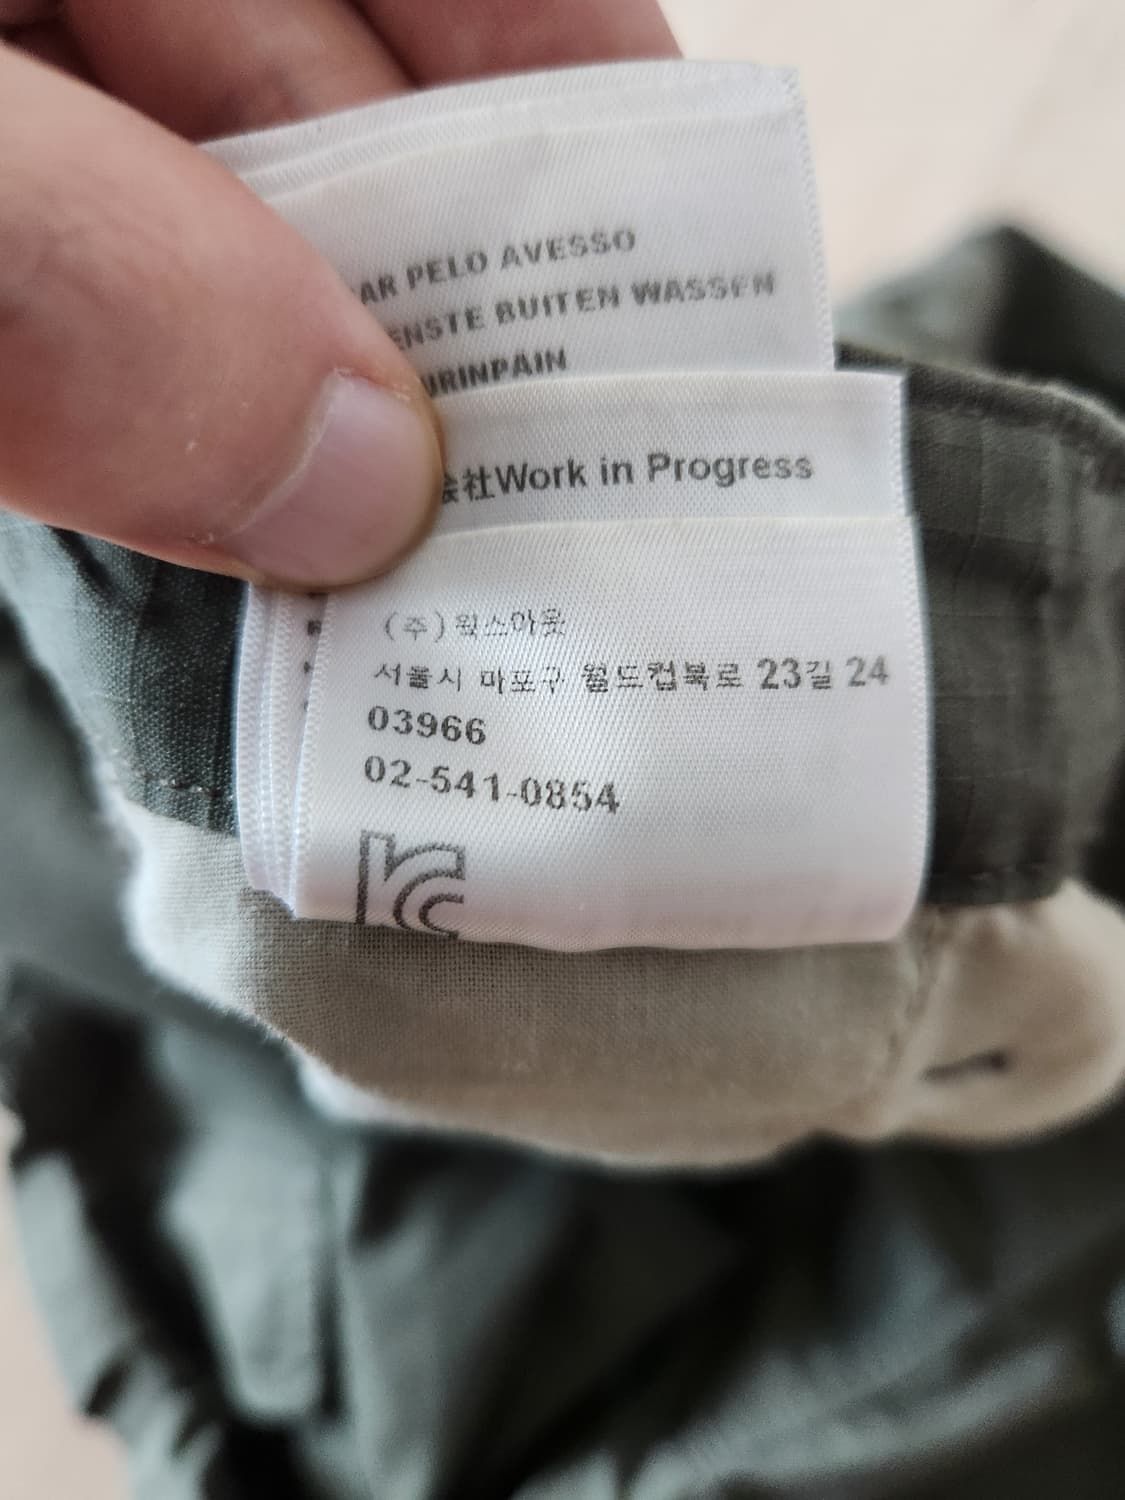 AR PELO AVESSO
ENSTE BUITEN WASSEN
URINPAIN
会社Work in Progress
(주) 웍스아웃
서울시 마포구 월드컵북로 23길 24
03966
02-541-0854